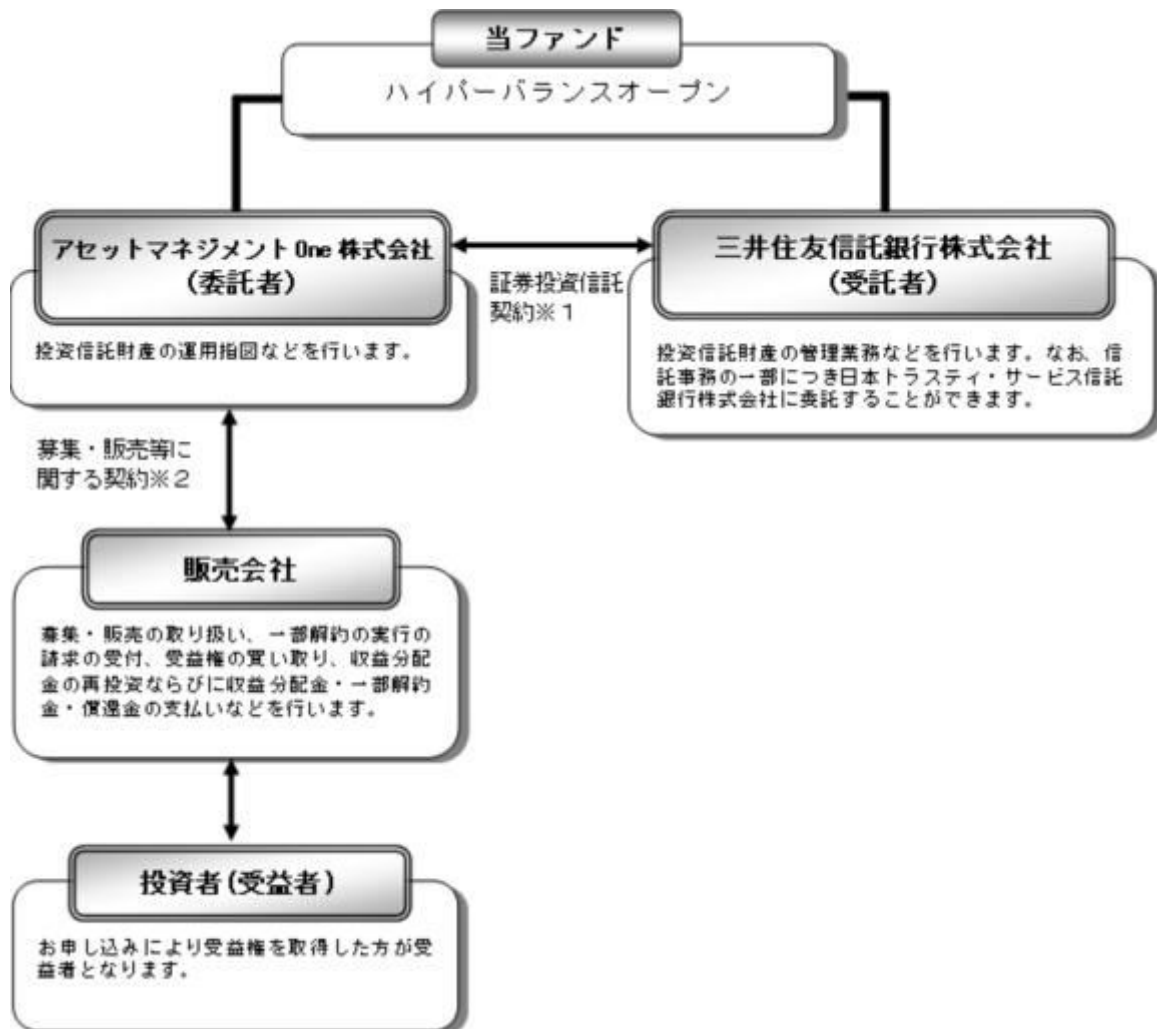 当ファンド
ハイパーバランスオープン
アセットマネジメントOne 株式会社
(委託者)
投資信託財産の運用指図などを行います。
証券投資信託
契約※1
三井住友信託銀行株式会社
(受託者)
投資信託財産の管理業務などを行います。なお、信
託事務の一部につき日本トラスティ・サービス信託
銀行株式会社に委託することができます。
募集・販売等に
関する契約※2
販売会社
募集・販売の取り扱い、一部解約の実行の
請求の受付、受益権の買い取り、収益分配
金の再投資ならびに収益分配金・一部解約
金・償還金の支払いなどを行います。
投資者(受益者)
お申し込みにより受益権を取得した方が受
益者となります。